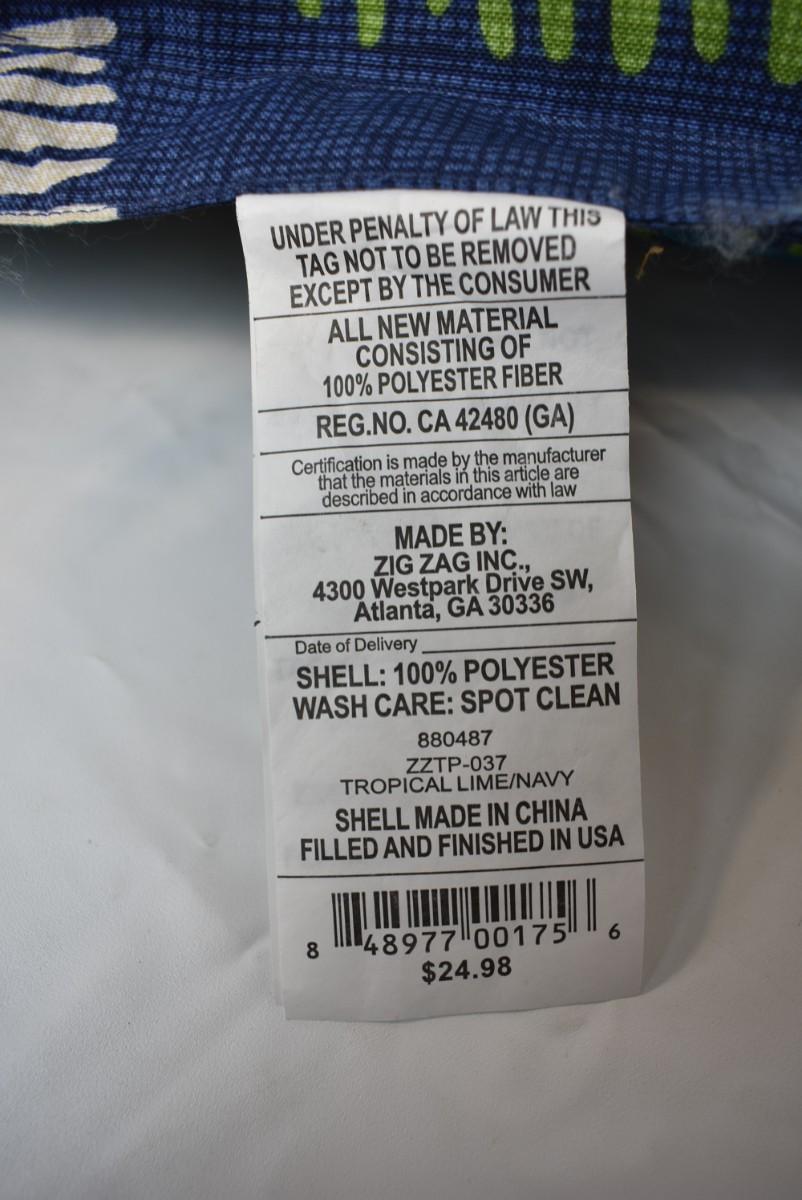 UNDER PENALTY OF LAW THIS
TAG NOT TO BE REMOVED
EXCEPT BY THE CONSUMER
ALL NEW MATERIAL
CONSISTING OF
100% POLYESTER FIBER
REG.NO. CA 42480 (GA)
Certification is made by the manufacturer
that the materials in this article are
described in accordance with law
MADE BY:
ZIG ZAG INC.,
4300 Westpark Drive SW,
Atlanta, GA 30336
Date of Delivery
SHELL: 100% POLYESTER
WASH CARE: SPOT CLEAN
880487
ZZTP-037
TROPICAL LIME/NAVY
SHELL MADE IN CHINA
FILLED AND FINISHED IN USA
8 48977 00175 6
$24.98